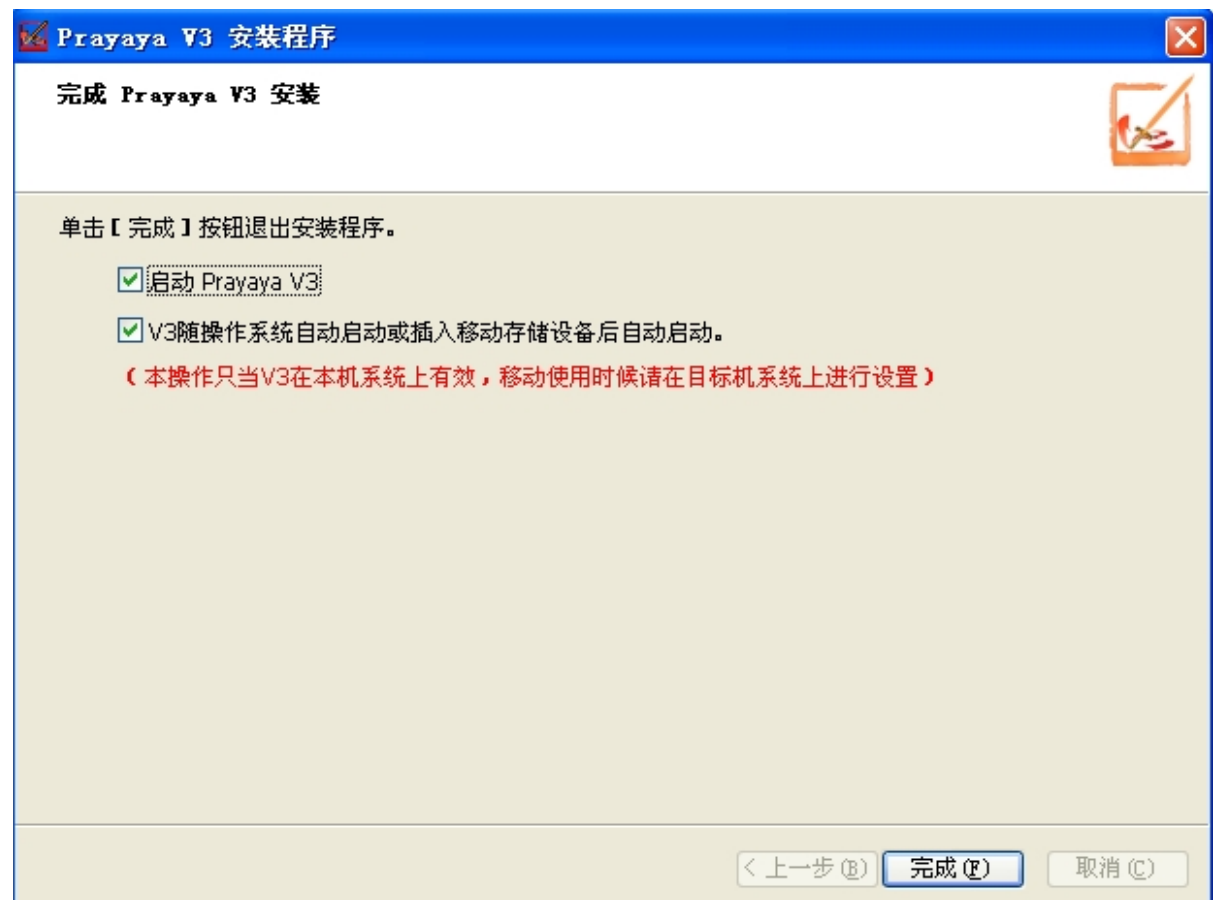 Prayaya V3 安装程序
完成 Prayaya V3 安装
单击【完成】按钮退出安装程序。
启动 Prayaya V3
V3随操作系统自动启动或插入移动存储设备后自动启动。
（本操作只当V3在本机系统上有效，移动使用时候请在目标机系统上进行设置）
< 上一步(B) 完成(F) 取消(C)